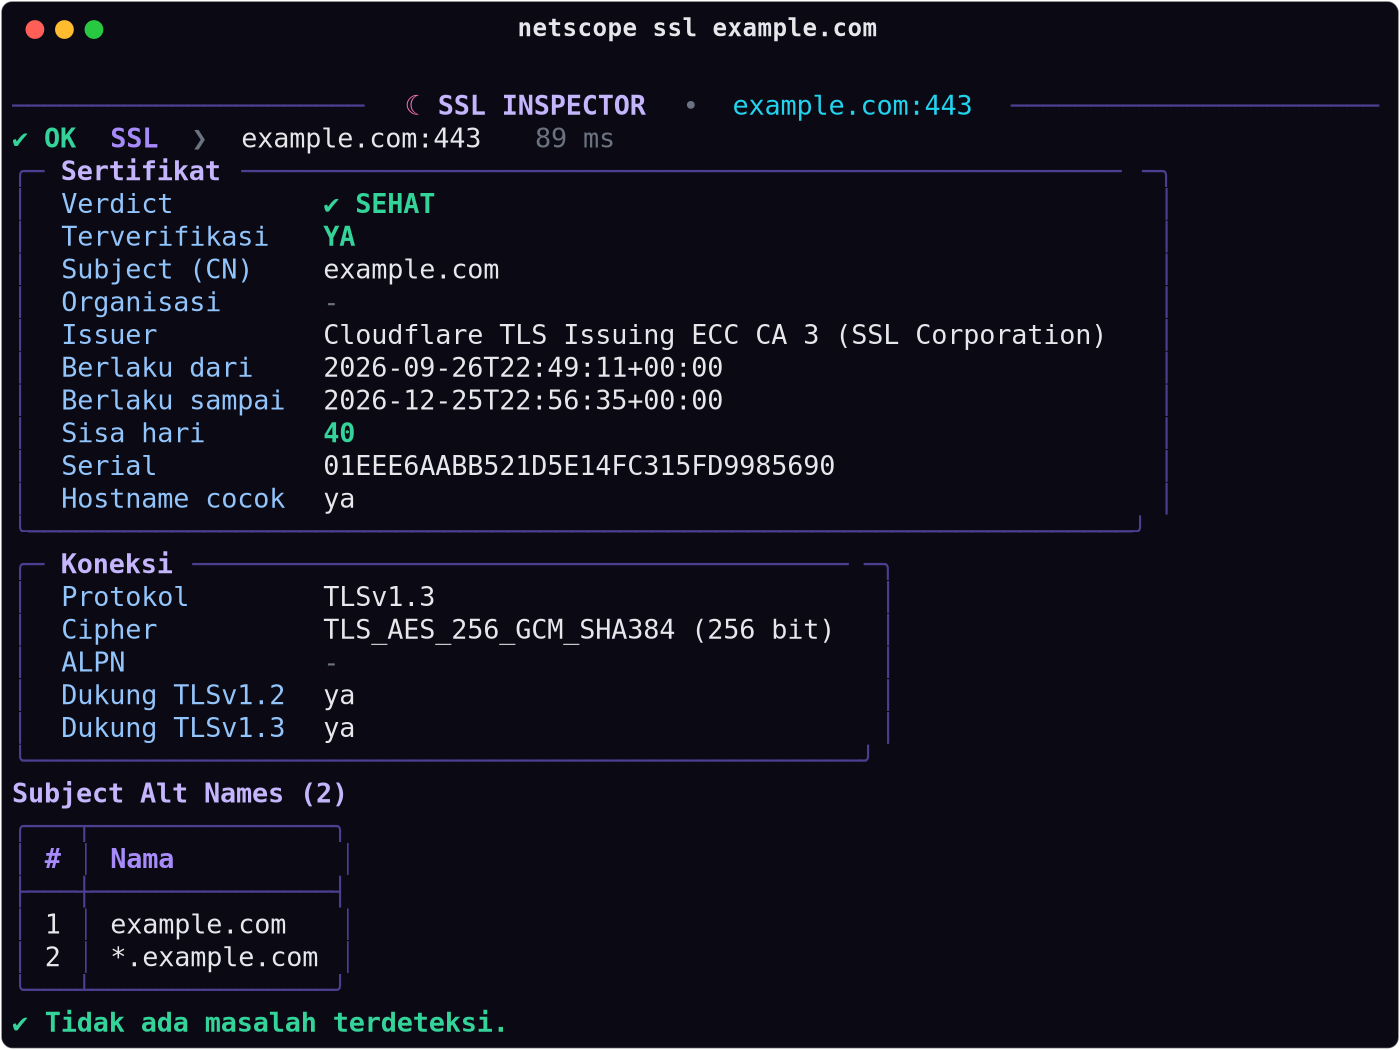 netscope ssl example.com
☾ SSL INSPECTOR • example.com:443
✔ OK SSL ❯ example.com:443 89 ms
Sertifikat
Verdict ✔ SEHAT
Terverifikasi YA
Subject (CN) example.com
Organisasi -
Issuer Cloudflare TLS Issuing ECC CA 3 (SSL Corporation)
Berlaku dari 2026-09-26T22:49:11+00:00
Berlaku sampai 2026-12-25T22:56:35+00:00
Sisa hari 40
Serial 01EEE6AABB521D5E14FC315FD9985690
Hostname cocok ya
Koneksi
Protokol TLSv1.3
Cipher TLS_AES_256_GCM_SHA384 (256 bit)
ALPN -
Dukung TLSv1.2 ya
Dukung TLSv1.3 ya
Subject Alt Names (2)
# Nama
1 example.com
2 *.example.com
✔ Tidak ada masalah terdeteksi.